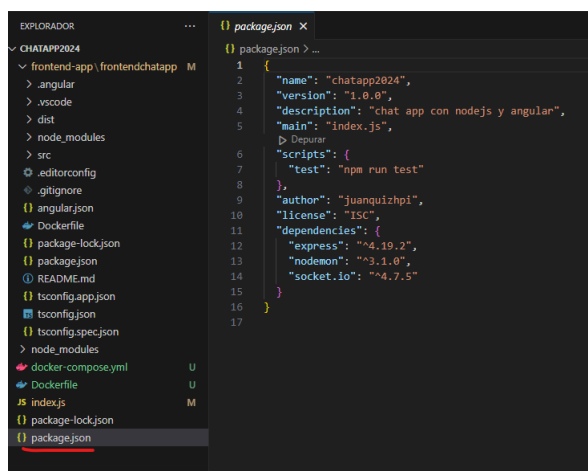 EXPLORADOR
CHATAPP2024
frontend-app\frontendchatapp M
.angular
.vscode
dist
node_modules
src
.editorconfig
.gitignore
angular.json
Dockerfile
package-lock.json
package.json
README.md
tsconfig.app.json
tsconfig.json
tsconfig.spec.json
node_modules
docker-compose.yml U
Dockerfile U
JS index.js M
package-lock.json
package.json
{} package.json ×
{} package.json > ...
1 {
2 "name": "chatapp2024",
3 "version": "1.0.0",
4 "description": "chat app con nodejs y angular",
5 "main": "index.js",
Depurar
6 "scripts": {
7 "test": "npm run test"
8 },
9 "author": "juanquizhpi",
10 "license": "ISC",
11 "dependencies": {
12 "express": "^4.19.2",
13 "nodemon": "^3.1.0",
14 "socket.io": "^4.7.5"
15 }
16 }
17